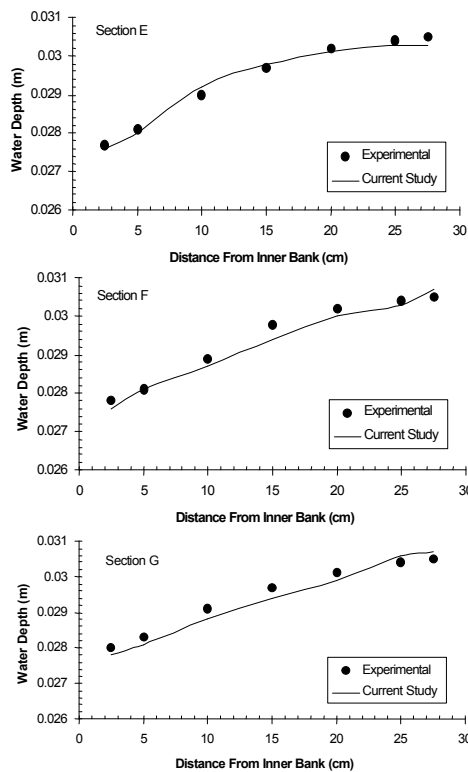 Section E
Water Depth (m)
0.031
0.03
0.029
0.028
0.027
0.026
0 5 10 15 20 25 30
Distance From Inner Bank (cm)
Experimental
Current Study
Section F
Water Depth (m)
0.031
0.03
0.029
0.028
0.027
0.026
0 5 10 15 20 25 30
Distance From Inner Bank (cm)
Experimental
Current Study
Section G
Water Depth (m)
0.031
0.03
0.029
0.028
0.027
0.026
0 5 10 15 20 25 30
Distance From Inner Bank (cm)
Experimental
Current Study